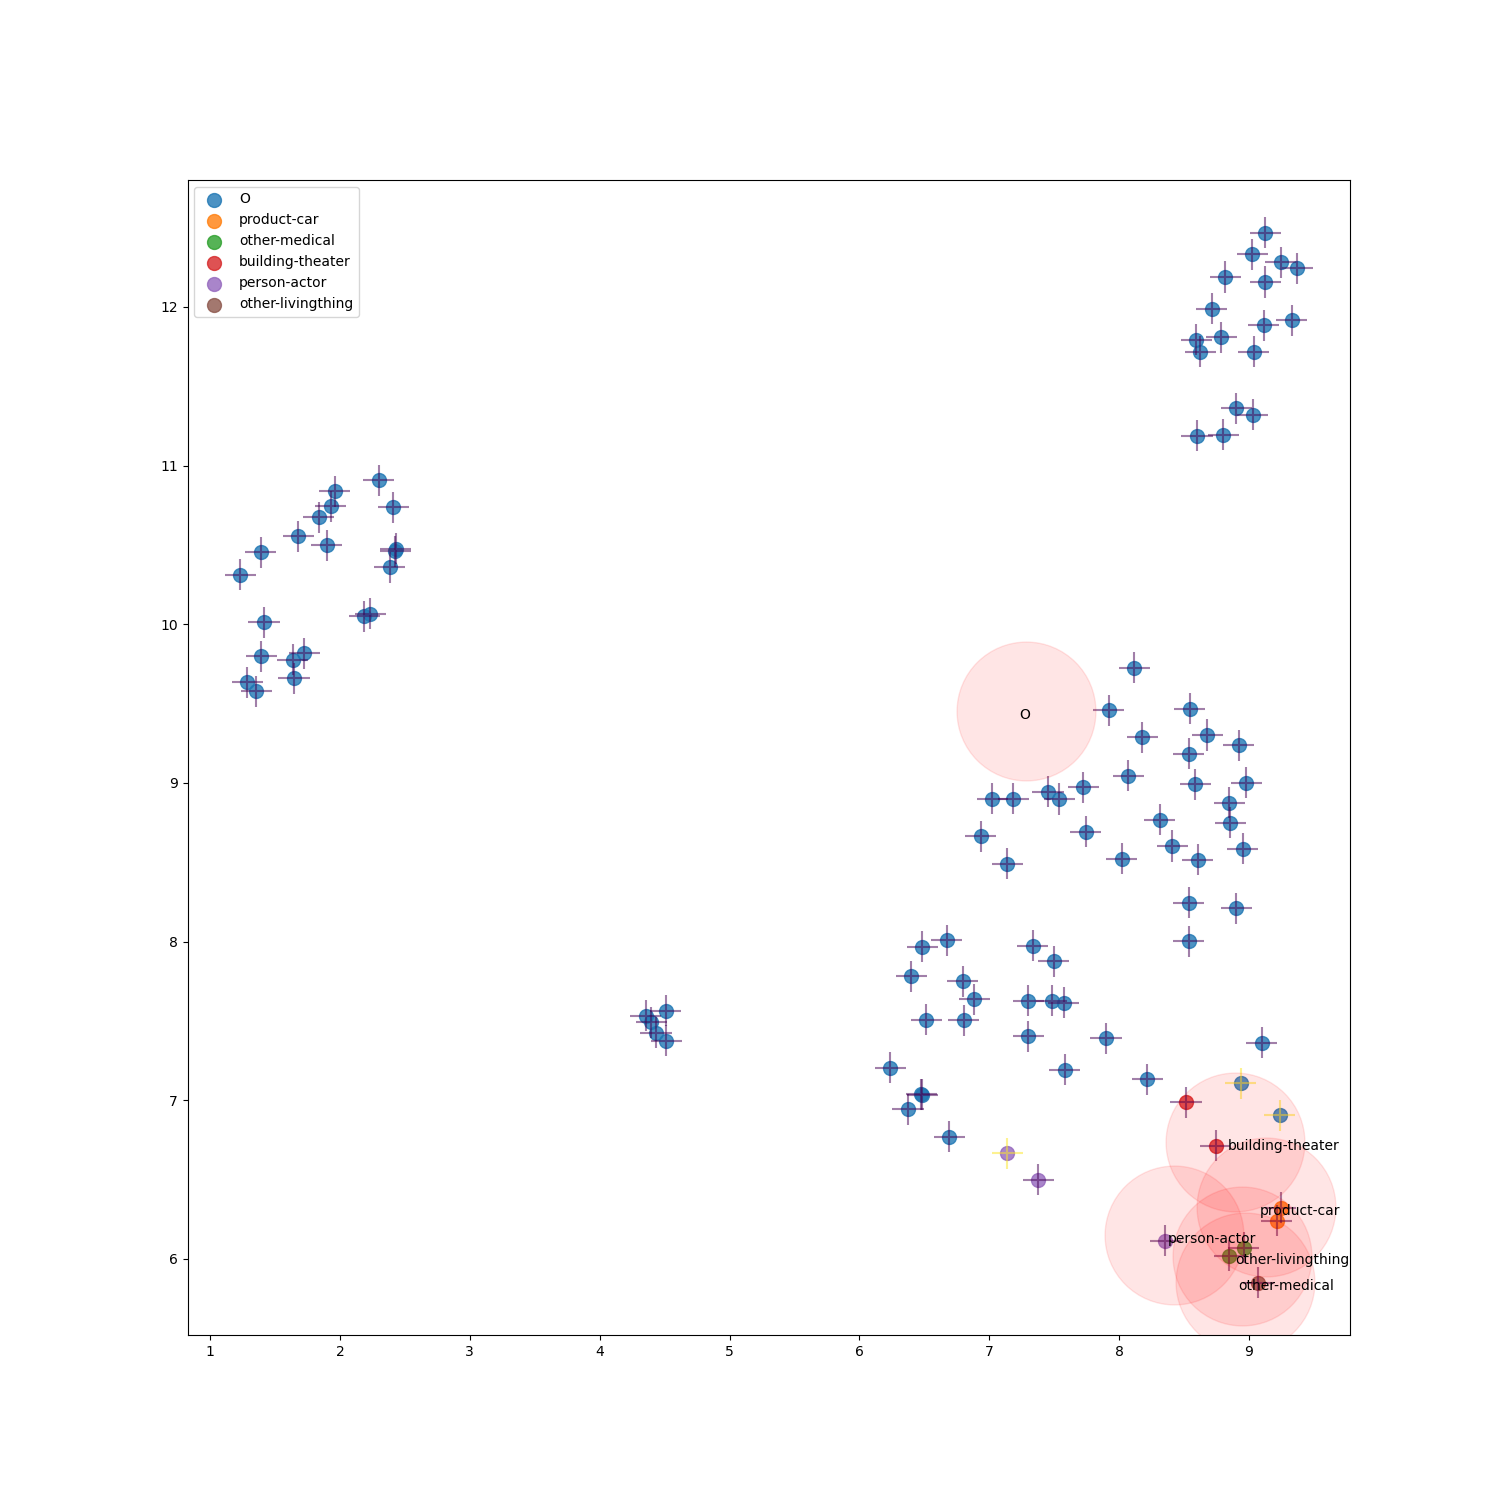 O
product-car
other-medical
building-theater
person-actor
other-livingthing
12
11
10
9
8
7
6
O
building-theater
product-car
person-actor
other-livingthing
other-medical
1 2 3 4 5 6 7 8 9